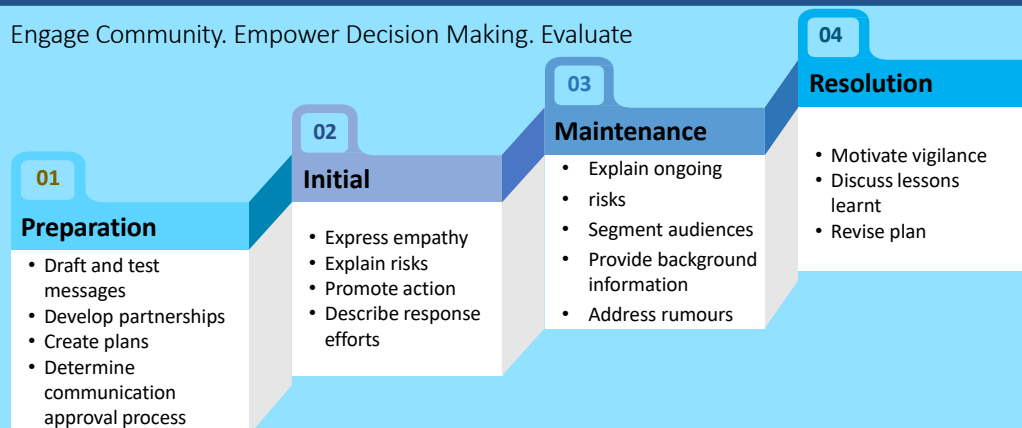 Engage Community. Empower Decision Making. Evaluate
01
Preparation
• Draft and test
messages
• Develop partnerships
• Create plans
• Determine
communication
approval process
02
Initial
• Express empathy
• Explain risks
• Promote action
• Describe response
efforts
03
Maintenance
• Explain ongoing
• risks
• Segment audiences
• Provide background
information
• Address rumours
04
Resolution
• Motivate vigilance
• Discuss lessons
learnt
• Revise plan